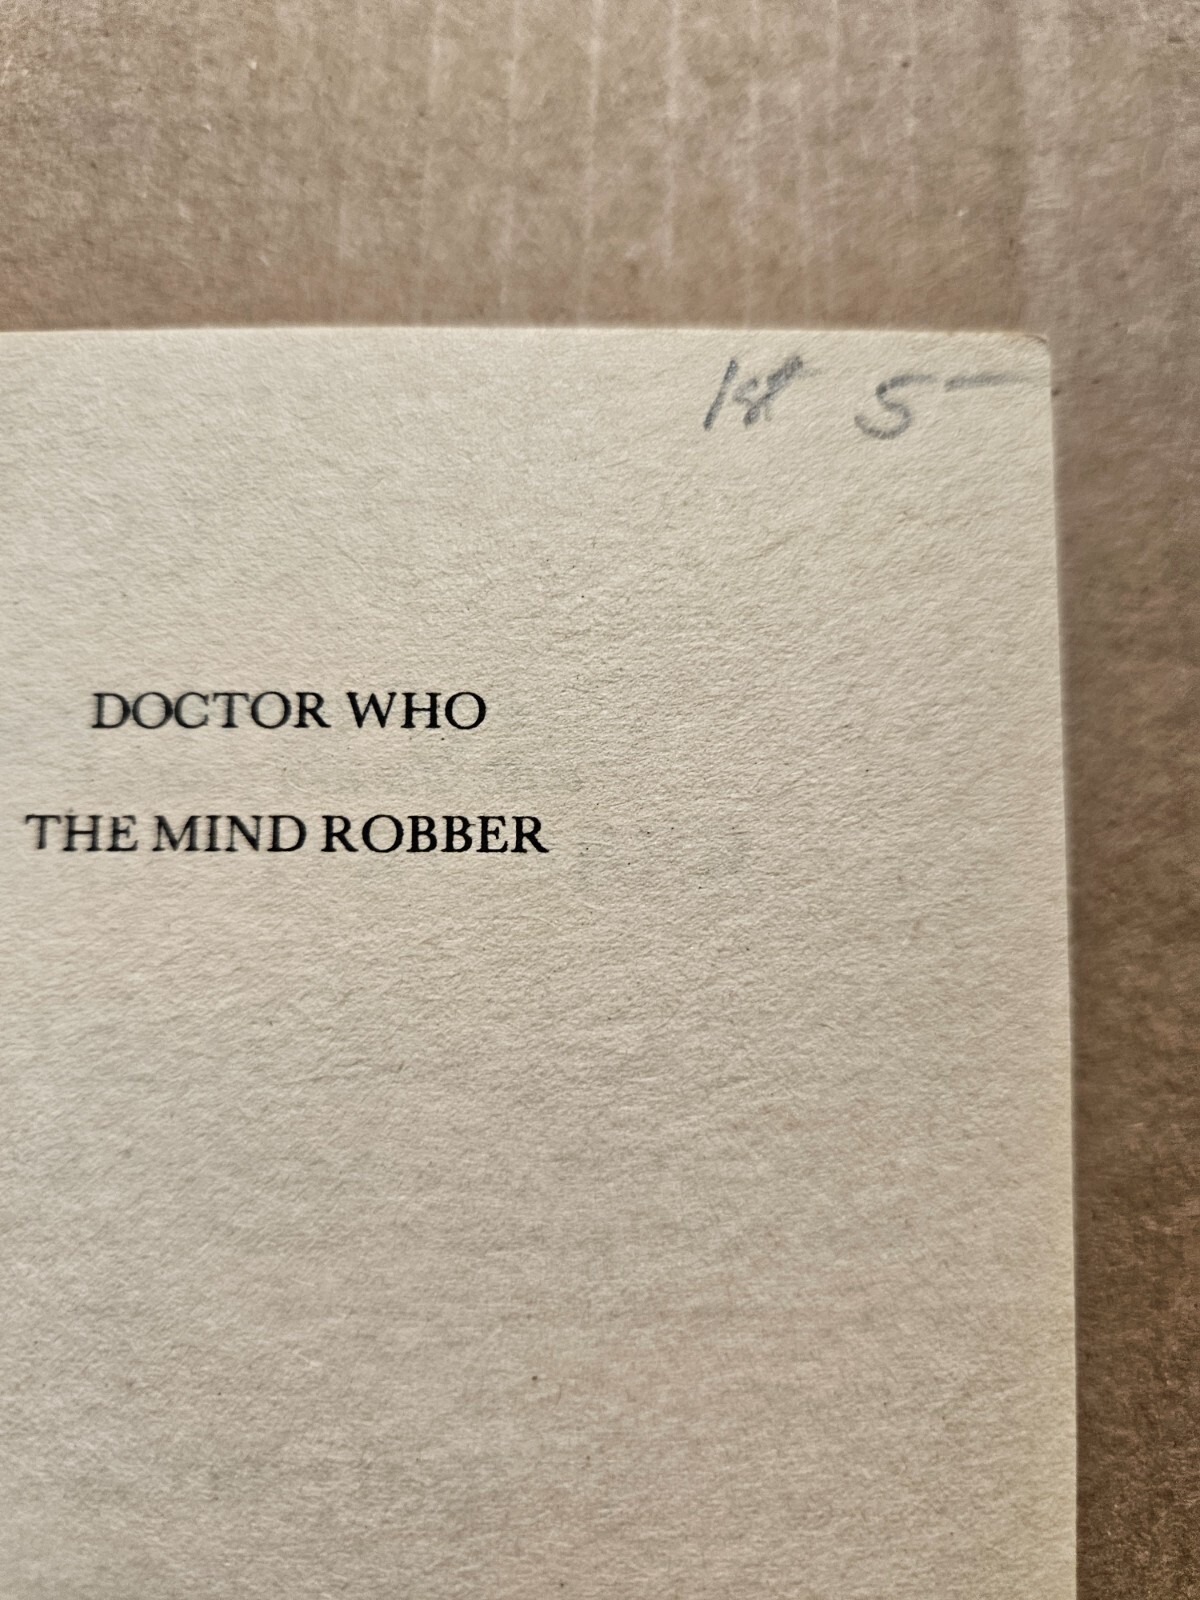 1st 5—
DOCTOR WHO
THE MIND ROBBER